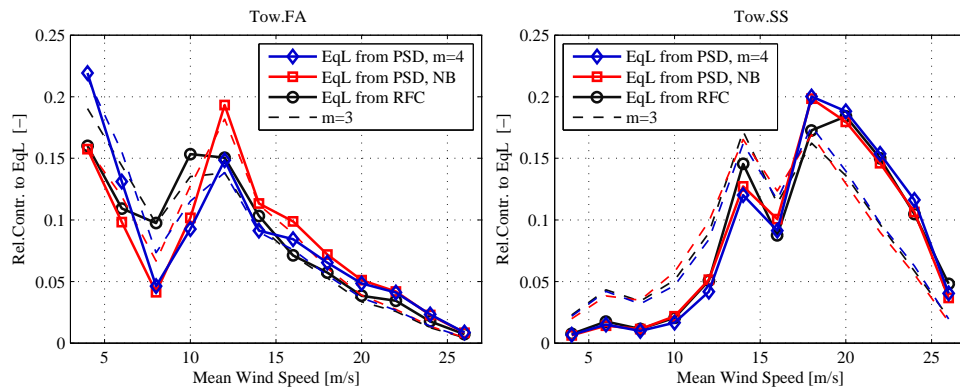 Tow.FA
0.25
0.2
0.15
0.1
0.05
0
5
10
15
20
25
Mean Wind Speed [m/s]
Rel.Contr. to EqL [−]
EqL from PSD, m=4
EqL from PSD, NB
EqL from RFC
m=3
Tow.SS
0.25
0.2
0.15
0.1
0.05
0
5
10
15
20
25
Mean Wind Speed [m/s]
Rel.Contr. to EqL [−]
EqL from PSD, m=4
EqL from PSD, NB
EqL from RFC
m=3